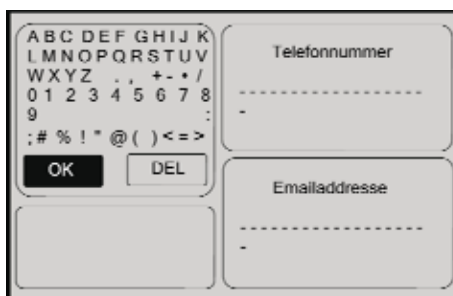 A B C D E F G H I J K
L M N O P Q R S T U V
W X Y Z . , + - • /
0 1 2 3 4 5 6 7 8
9 :
; # % ! " @ ( ) < = >
OK DEL
Telefonnummer
- - - - - - - - - - - - - - - - - -
-
Emailaddresse
- - - - - - - - - - - - - - - - - -
-